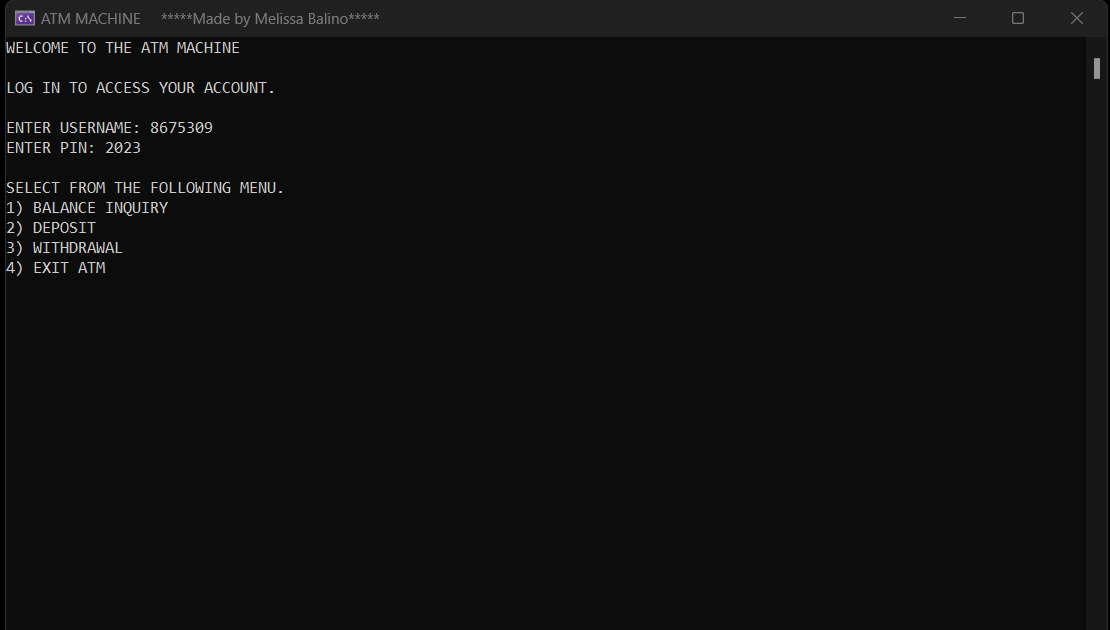 ATM MACHINE *****Made by Melissa Balino*****
WELCOME TO THE ATM MACHINE
LOG IN TO ACCESS YOUR ACCOUNT.
ENTER USERNAME: 8675309
ENTER PIN: 2023
SELECT FROM THE FOLLOWING MENU.
1) BALANCE INQUIRY
2) DEPOSIT
3) WITHDRAWAL
4) EXIT ATM